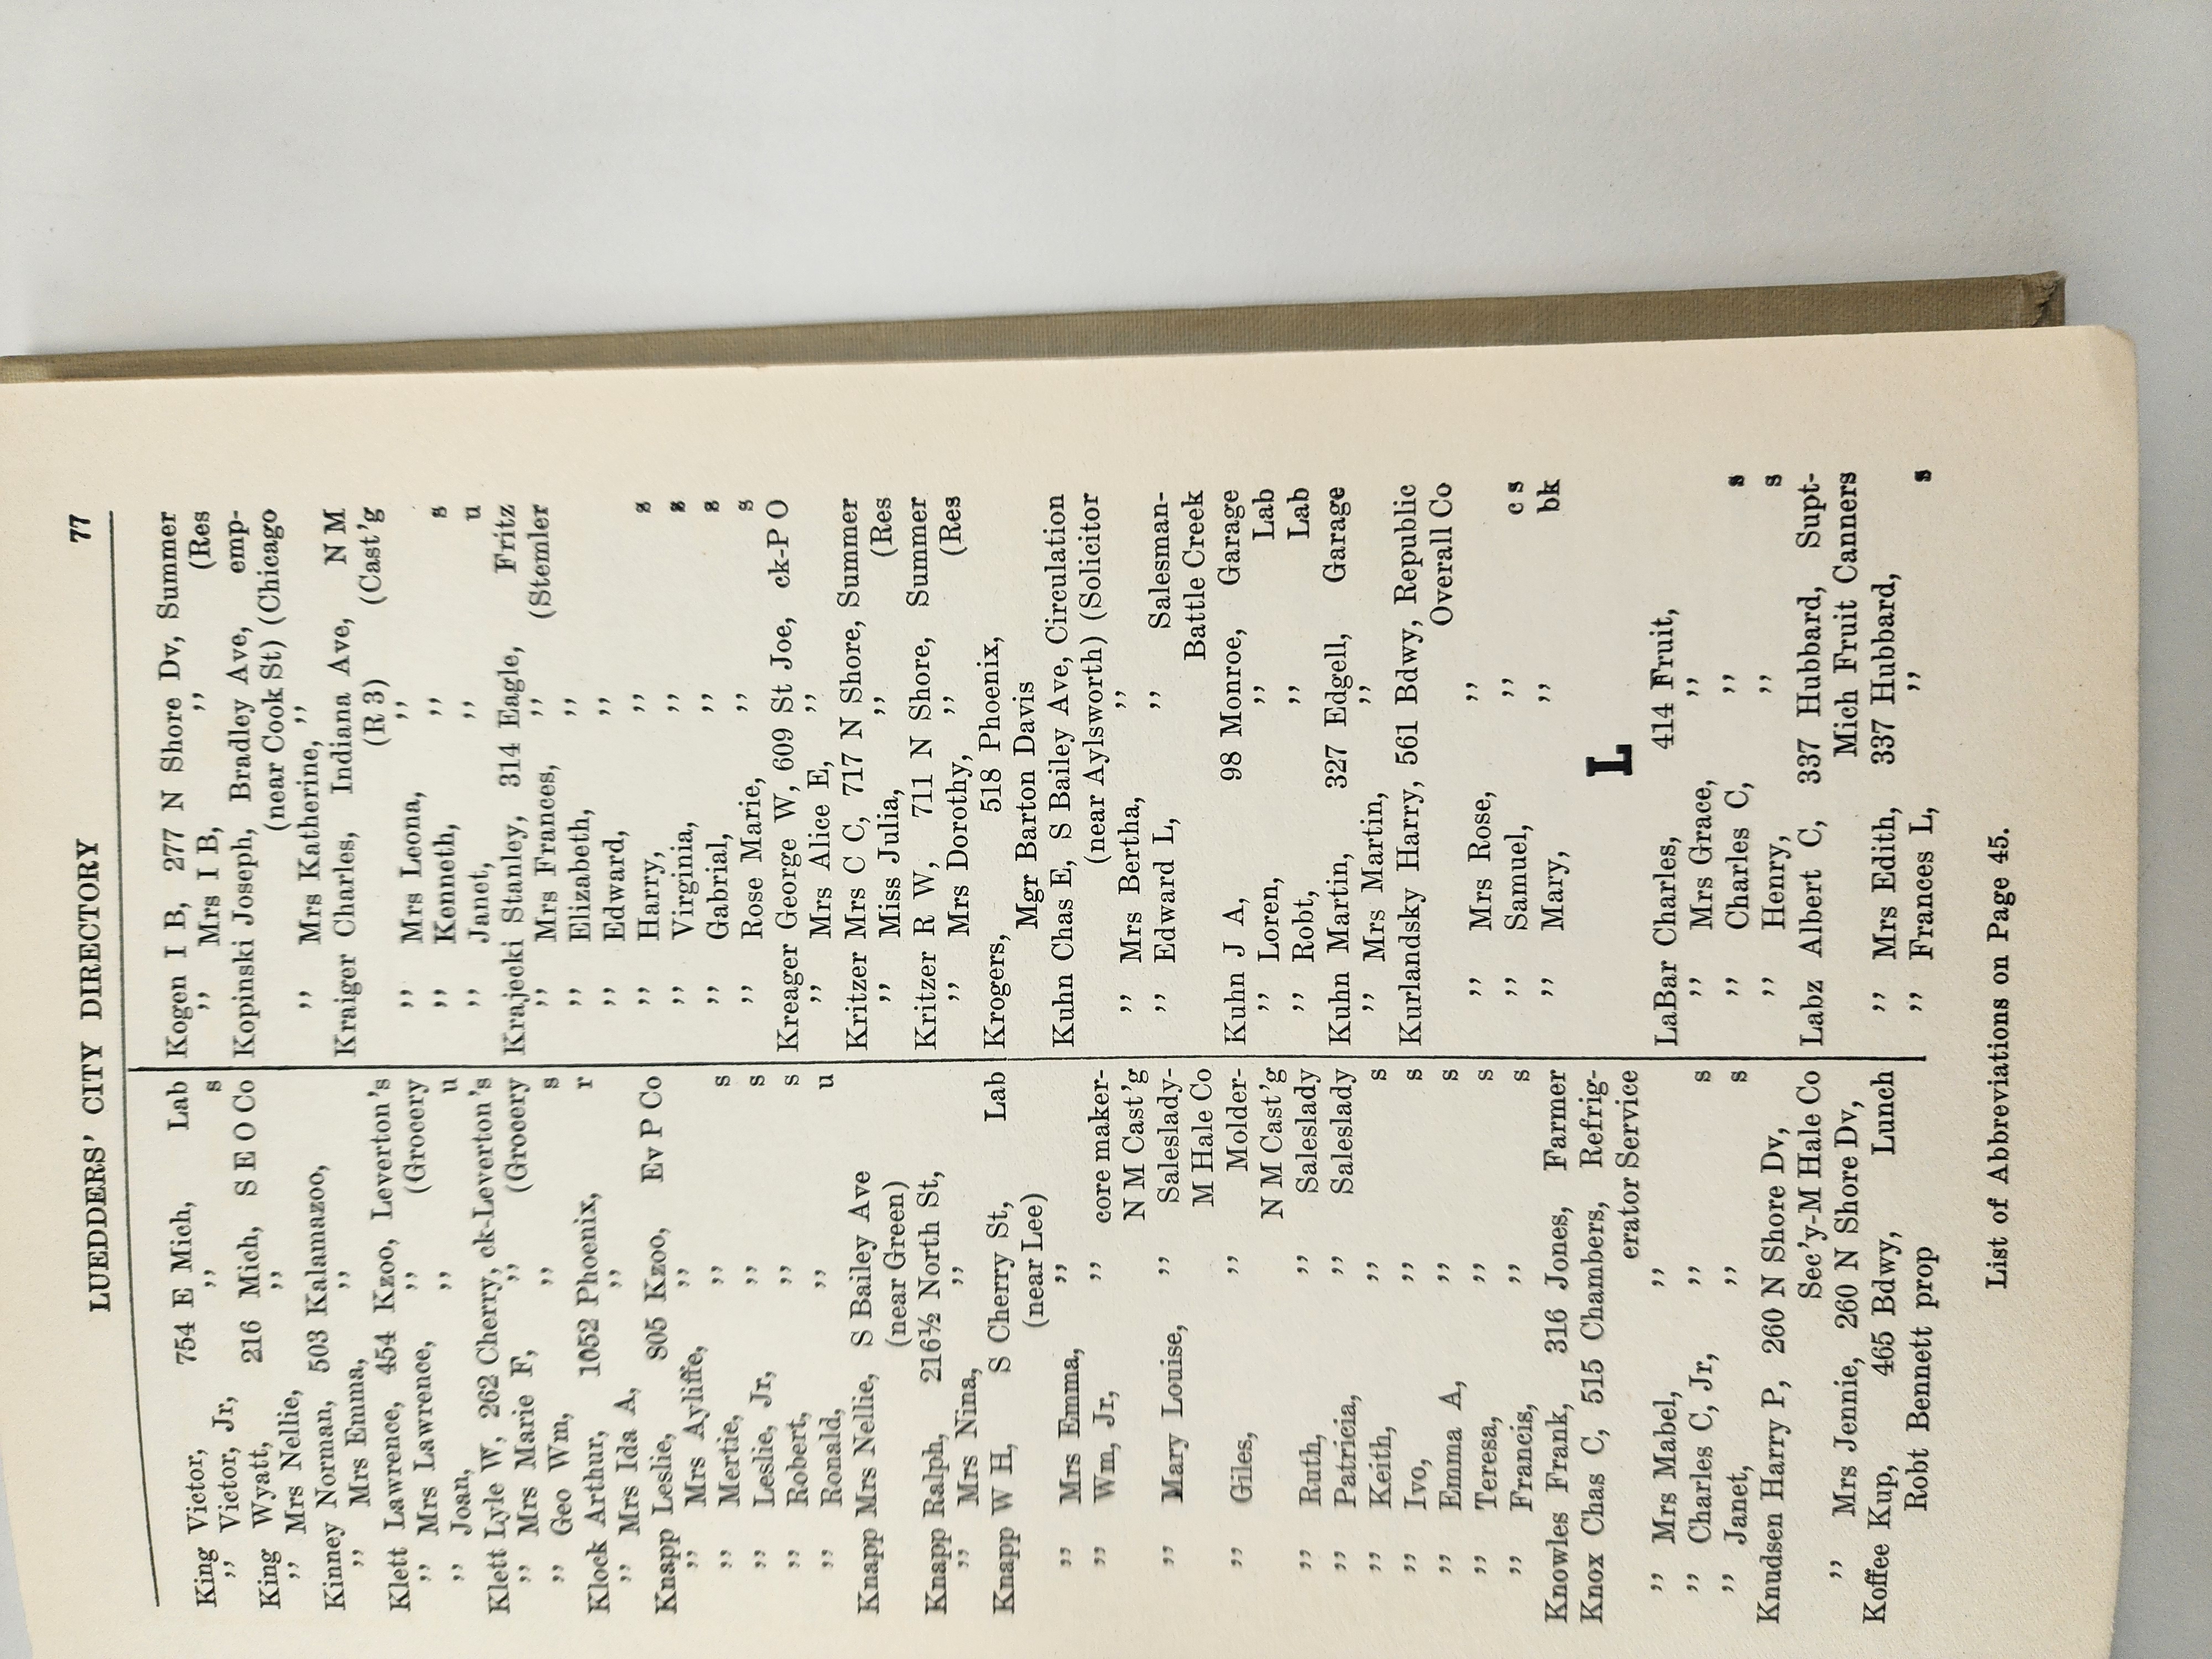 LUEDDERS' CITY DIRECTORY 77
King Victor, 754 E Mich, Lab
,, Victor, Jr, ,, s
King Wyatt, 216 Mich, S E O Co
,, Mrs Nellie, ,,
Kinney Norman, 503 Kalamazoo,
,, Mrs Emma, ,,
Klett Lawrence, 454 Kzoo, Leverton's
,, Mrs Lawrence, ,, (Grocery
,, Joan, ,, u
Klett Lyle W, 262 Cherry, ck-Leverton's
,, Mrs Marie F, ,, (Grocery
,, Geo Wm, ,, s
Klock Arthur, 1052 Phoenix, r
,, Mrs Ida A, ,,
Knapp Leslie, 805 Kzoo, Ev P Co
,, Mrs Ayliffe, ,,
,, Mertie, ,, s
,, Leslie, Jr, ,, s
,, Robert, ,, s
,, Ronald, ,, u
Knapp Mrs Nellie, S Bailey Ave
(near Green)
Knapp Ralph, 216½ North St,
,, Mrs Nina, ,,
Knapp W H, S Cherry St, Lab
(near Lee)
,, Mrs Emma, ,,
,, Wm, Jr, ,, core maker-
N M Cast'g
,, Mary Louise, ,, Saleslady-
M Hale Co
,, Giles, ,, Molder-
N M Cast'g
,, Ruth, ,, Saleslady
,, Patricia, ,, Saleslady
,, Keith, ,, s
,, Ivo, ,, s
,, Emma A, ,, s
,, Teresa, ,, s
,, Francis, ,, s
Knowles Frank, 316 Jones, Farmer
Knox Chas C, 515 Chambers, Refrig-
erator Service
,, Mrs Mabel, ,,
,, Charles C, Jr, ,, s
,, Janet, ,, s
Knudsen Harry P, 260 N Shore Dv,
Sec'y-M Hale Co
,, Mrs Jennie, 260 N Shore Dv,
Koffee Kup, 465 Bdwy, Lunch
Robt Bennett prop
Kogen I B, 277 N Shore Dv, Summer
,, Mrs I B, ,, (Res
Kopinski Joseph, Bradley Ave, emp-
(near Cook St) (Chicago
,, Mrs Katherine, ,,
Kraiger Charles, Indiana Ave, N M
(R 3) (Cast'g
,, Mrs Leona, ,,
,, Kenneth, ,, s
,, Janet, ,, u
Krajecki Stanley, 314 Eagle, Fritz
,, Mrs Frances, ,, (Stemler
,, Elizabeth, ,,
,, Edward, ,,
,, Harry, ,, s
,, Virginia, ,, s
,, Gabrial, ,, s
,, Rose Marie, ,, s
Kreager George W, 609 St Joe, ck-P O
,, Mrs Alice E, ,,
Kritzer Mrs C C, 717 N Shore, Summer
,, Miss Julia, ,, (Res
Kritzer R W, 711 N Shore, Summer
,, Mrs Dorothy, ,, (Res
Krogers, 518 Phoenix,
Mgr Barton Davis
Kuhn Chas E, S Bailey Ave, Circulation
(near Aylsworth) (Solicitor
,, Mrs Bertha, ,,
,, Edward L, ,, Salesman-
Battle Creek
Kuhn J A, 98 Monroe, Garage
,, Loren, ,, Lab
,, Robt, ,, Lab
Kuhn Martin, 327 Edgell, Garage
,, Mrs Martin, ,,
Kurlandsky Harry, 561 Bdwy, Republic
Overall Co
,, Mrs Rose, ,,
,, Samuel, ,, c s
,, Mary, ,, bk
L
LaBar Charles, 414 Fruit,
,, Mrs Grace, ,,
,, Charles C, ,, s
,, Henry, ,, s
Labz Albert C, 337 Hubbard, Supt-
Mich Fruit Canners
,, Mrs Edith, 337 Hubbard,
,, Frances L, ,, s
List of Abbreviations on Page 45.